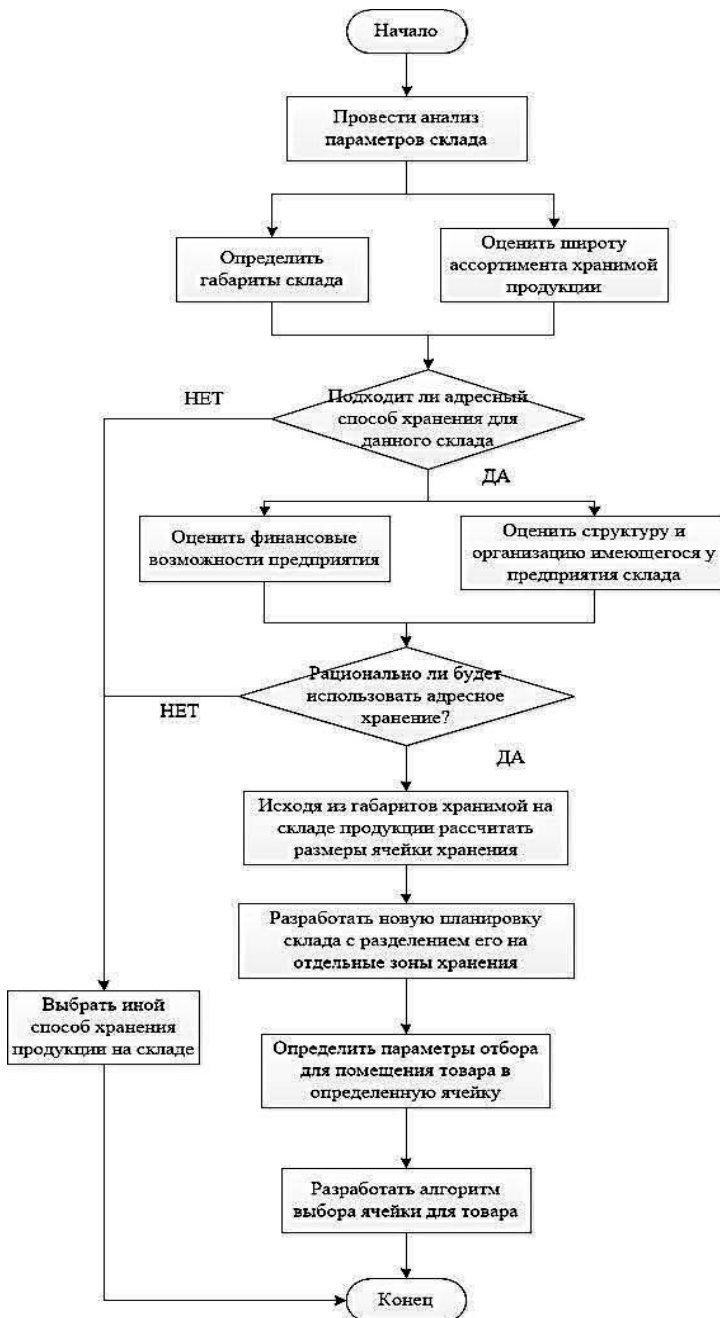 Начало
Провести анализ
параметров склада
Определить
габариты склада
Оценить широту
ассортимента хранимой
продукции
НЕТ
Подходит ли адресный
способ хранения для
данного склада
ДА
Оценить финансовые
возможности предприятия
Оценить структуру и
организацию имеющегося у
предприятия склада
Рационально ли будет
использовать адресное
хранение?
НЕТ
ДА
Исходя из габаритов хранимой на
складе продукции рассчитать
размеры ячейки хранения
Разработать новую планировку
склада с разделением его на
отдельные зоны хранения
Выбрать иной
способ хранения
продукции на складе
Определить параметры отбора
для помещения товара в
определенную ячейку
Разработать алгоритм
выбора ячейки для товара
Конец